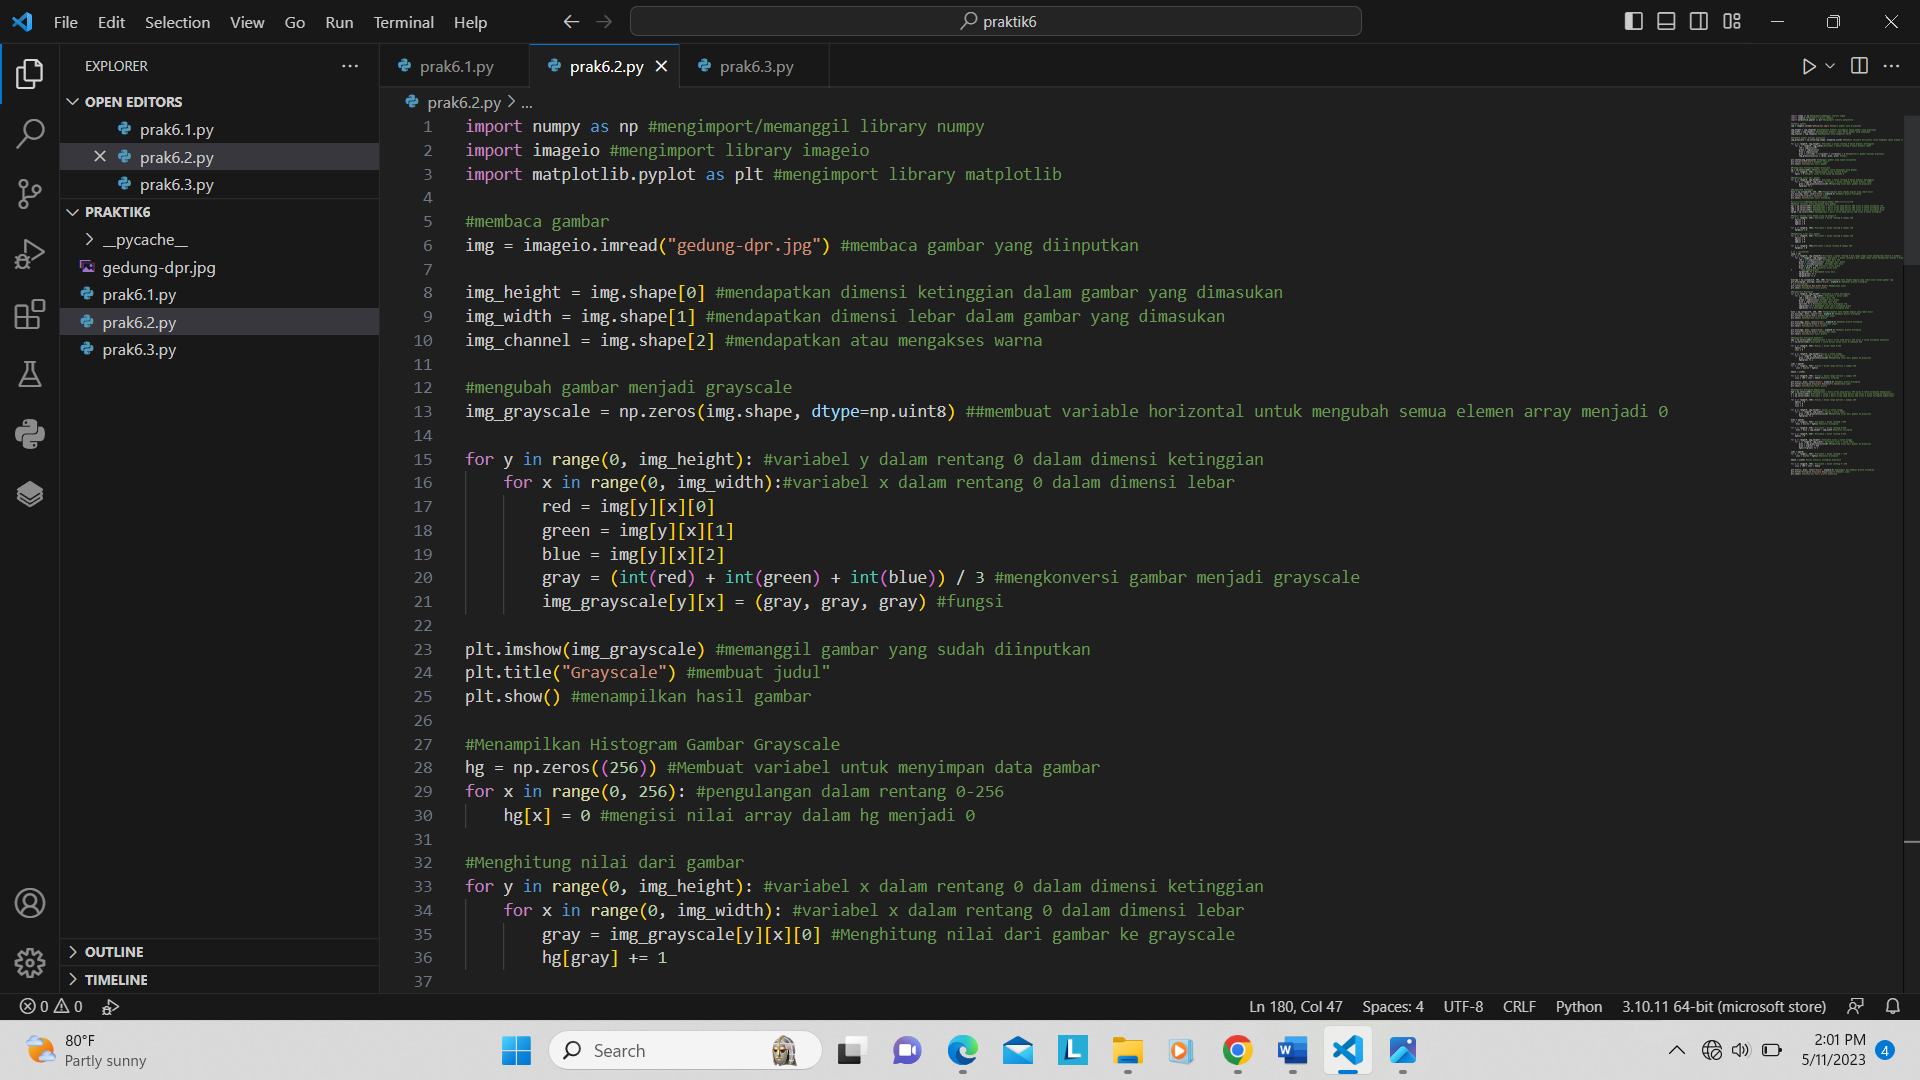 File Edit Selection View Go Run Terminal Help praktik6
EXPLORER
OPEN EDITORS
prak6.1.py
prak6.2.py
prak6.3.py
PRAKTIK6
__pycache__
gedung-dpr.jpg
prak6.1.py
prak6.2.py
prak6.3.py
OUTLINE
TIMELINE
prak6.1.py prak6.2.py prak6.3.py
prak6.2.py > ...
1 import numpy as np #mengimport/memanggil library numpy
2 import imageio #mengimport library imageio
3 import matplotlib.pyplot as plt #mengimport library matplotlib
4
5 #membaca gambar
6 img = imageio.imread("gedung-dpr.jpg") #membaca gambar yang diinputkan
7
8 img_height = img.shape[0] #mendapatkan dimensi ketinggian dalam gambar yang dimasukan
9 img_width = img.shape[1] #mendapatkan dimensi lebar dalam gambar yang dimasukan
10 img_channel = img.shape[2] #mendapatkan atau mengakses warna
11
12 #mengubah gambar menjadi grayscale
13 img_grayscale = np.zeros(img.shape, dtype=np.uint8) ##membuat variable horizontal untuk mengubah semua elemen array menjadi 0
14
15 for y in range(0, img_height): #variabel y dalam rentang 0 dalam dimensi ketinggian
16     for x in range(0, img_width):#variabel x dalam rentang 0 dalam dimensi lebar
17         red = img[y][x][0]
18         green = img[y][x][1]
19         blue = img[y][x][2]
20         gray = (int(red) + int(green) + int(blue)) / 3 #mengkonversi gambar menjadi grayscale
21         img_grayscale[y][x] = (gray, gray, gray) #fungsi
22
23 plt.imshow(img_grayscale) #memanggil gambar yang sudah diinputkan
24 plt.title("Grayscale") #membuat judul"
25 plt.show() #menampilkan hasil gambar
26
27 #Menampilkan Histogram Gambar Grayscale
28 hg = np.zeros((256)) #Membuat variabel untuk menyimpan data gambar
29 for x in range(0, 256): #pengulangan dalam rentang 0-256
30     hg[x] = 0 #mengisi nilai array dalam hg menjadi 0
31
32 #Menghitung nilai dari gambar
33 for y in range(0, img_height): #variabel x dalam rentang 0 dalam dimensi ketinggian
34     for x in range(0, img_width): #variabel x dalam rentang 0 dalam dimensi lebar
35         gray = img_grayscale[y][x][0] #Menghitung nilai dari gambar ke grayscale
36         hg[gray] += 1
37
0 0 Ln 180, Col 47 Spaces: 4 UTF-8 CRLF Python 3.10.11 64-bit (microsoft store)
80°F
Partly sunny
Search
2:01 PM
5/11/2023
4